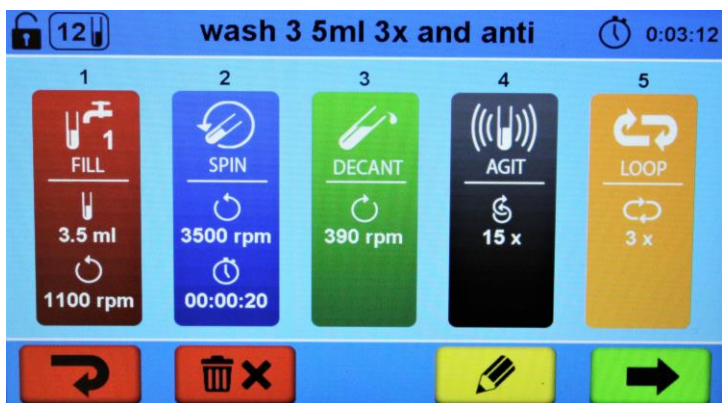 12 wash 3 5ml 3x and anti 0:03:12
1 2 3 4 5
1
FILL SPIN DECANT AGIT LOOP
3.5 ml 3500 rpm 390 rpm 15 x 3 x
1100 rpm 00:00:20